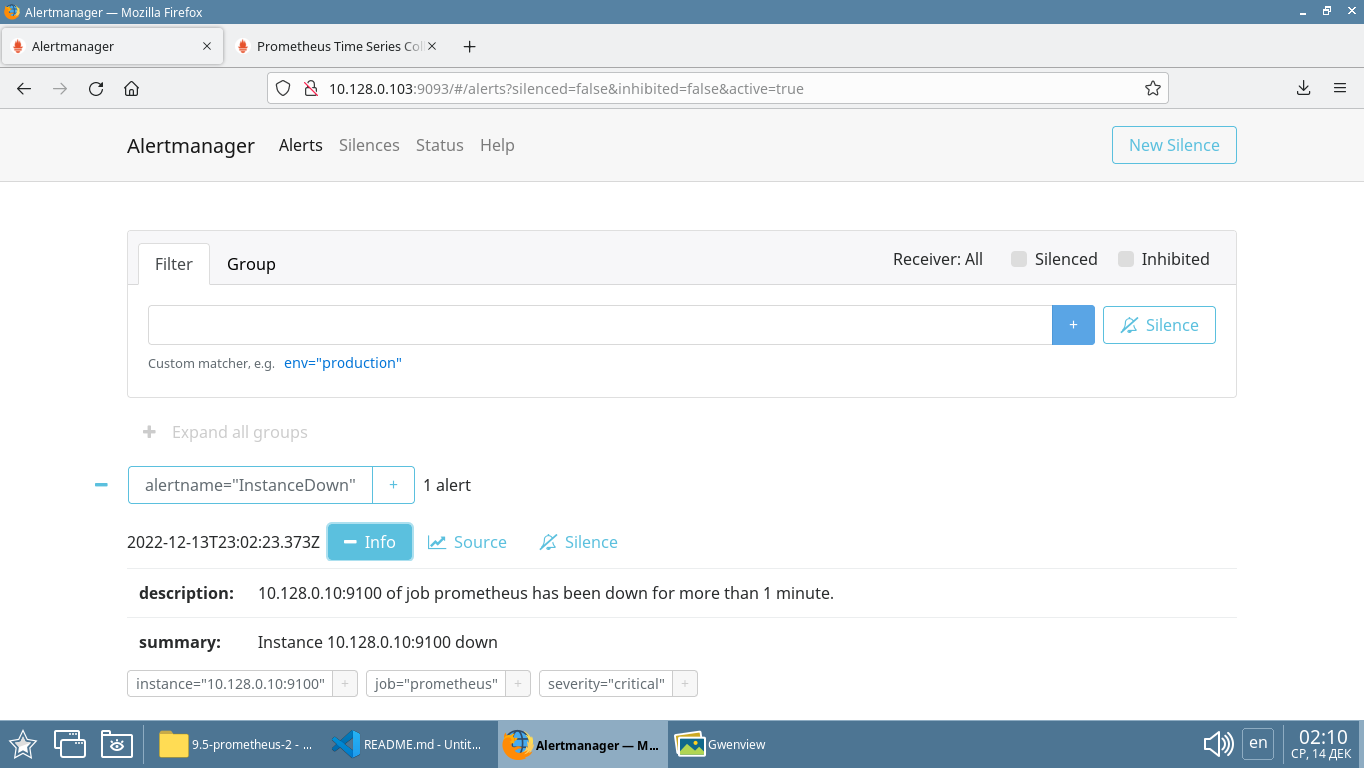 Alertmanager — Mozilla Firefox
Alertmanager
Prometheus Time Series Col
10.128.0.103:9093/#/alerts?silenced=false&inhibited=false&active=true
Alertmanager Alerts Silences Status Help New Silence
Filter Group Receiver: All Silenced Inhibited
+ Silence
Custom matcher, e.g. env="production"
+ Expand all groups
alertname="InstanceDown" + 1 alert
2022-12-13T23:02:23.373Z Info Source Silence
description: 10.128.0.10:9100 of job prometheus has been down for more than 1 minute.
summary: Instance 10.128.0.10:9100 down
instance="10.128.0.10:9100" + job="prometheus" + severity="critical" +
9.5-prometheus-2 - ... README.md - Untit... Alertmanager — M... Gwenview en 02:10
СР, 14 ДЕК